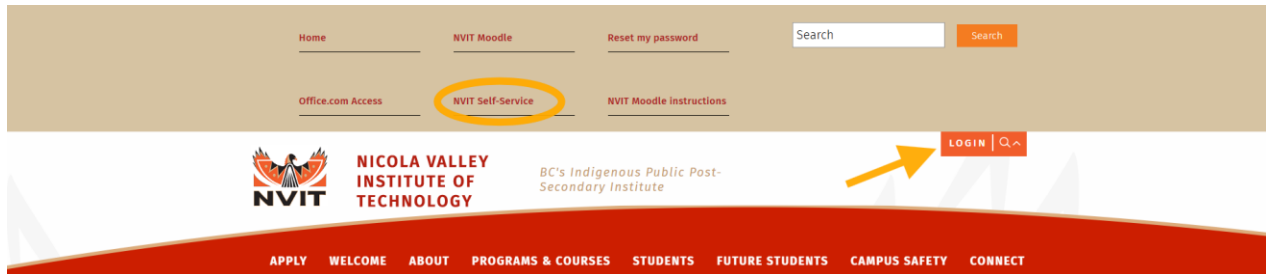 Home NVIT Moodle Reset my password Search Search
Office.com Access NVIT Self-Service NVIT Moodle instructions
LOGIN
NICOLA VALLEY
INSTITUTE OF
TECHNOLOGY
BC's Indigenous Public Post-
Secondary Institute
NVIT
APPLY WELCOME ABOUT PROGRAMS & COURSES STUDENTS FUTURE STUDENTS CAMPUS SAFETY CONNECT